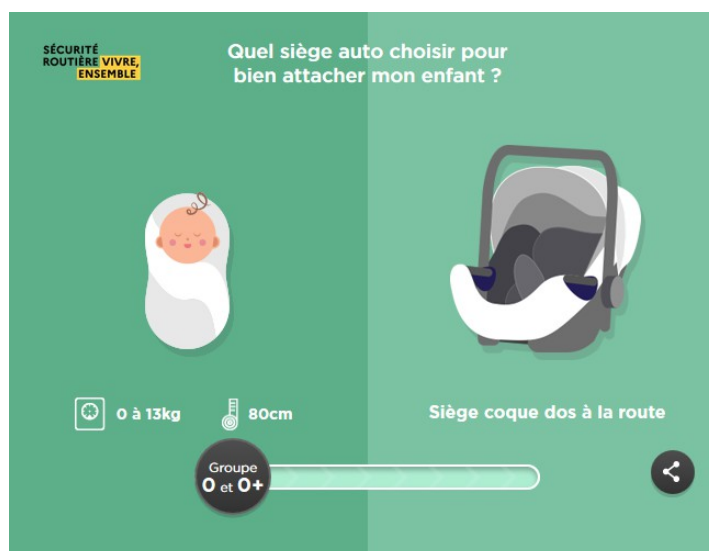 SÉCURITÉ
ROUTIÈRE VIVRE,
ENSEMBLE
Quel siège auto choisir pour
bien attacher mon enfant ?
0 à 13kg
80cm
Siège coque dos à la route
Groupe
0 et 0+